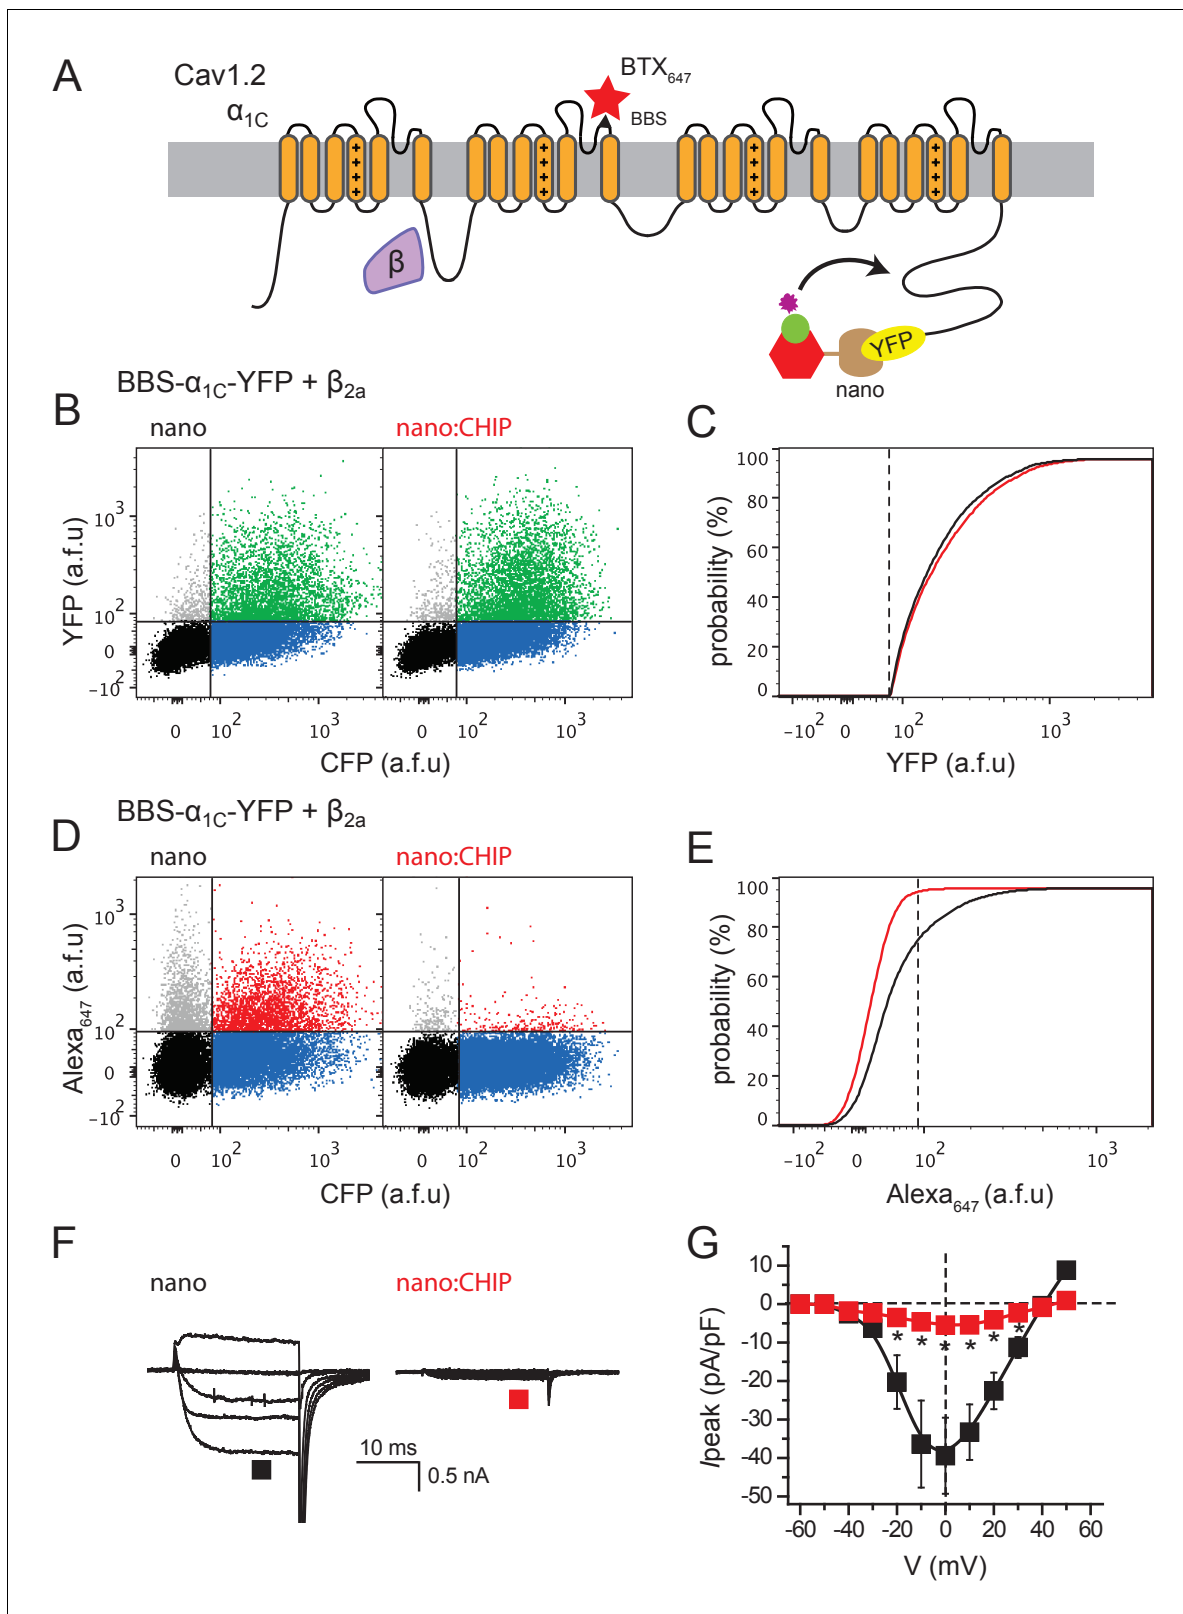 A
Cav1.2
α1C
BTX647
BBS
++++
++++
++++
++++
β
YFP
nano
BBS-α1C-YFP + β2a
B
nano
nano:CHIP
YFP (a.f.u)
10^3
10^2
0
−10^2
0
10^2
10^3
0
10^2
10^3
CFP (a.f.u)
C
probability (%)
100
80
60
40
20
0
−10^2
0
10^2
10^3
YFP (a.f.u)
BBS-α1C-YFP + β2a
D
nano
nano:CHIP
Alexa647 (a.f.u)
10^3
10^2
0
−10^2
0
10^2
10^3
0
10^2
10^3
CFP (a.f.u)
E
probability (%)
100
80
60
40
20
0
−10^2
0
10^2
10^3
Alexa647 (a.f.u)
F
nano
nano:CHIP
10 ms
0.5 nA
G
Ipeak (pA/pF)
10
0
-10
-20
-30
-40
-50
* * * * * *
-60
-40
-20
0
20
40
60
V (mV)